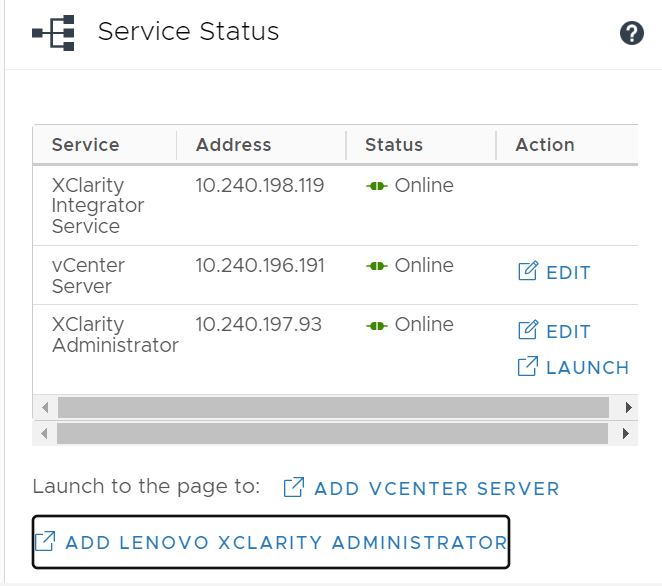 Service Status
Service Address Status Action
XClarity 10.240.198.119 Online
Integrator
Service
vCenter 10.240.196.191 Online EDIT
Server
XClarity 10.240.197.93 Online EDIT
Administrator
LAUNCH
Launch to the page to: ADD VCENTER SERVER
ADD LENOVO XCLARITY ADMINISTRATOR